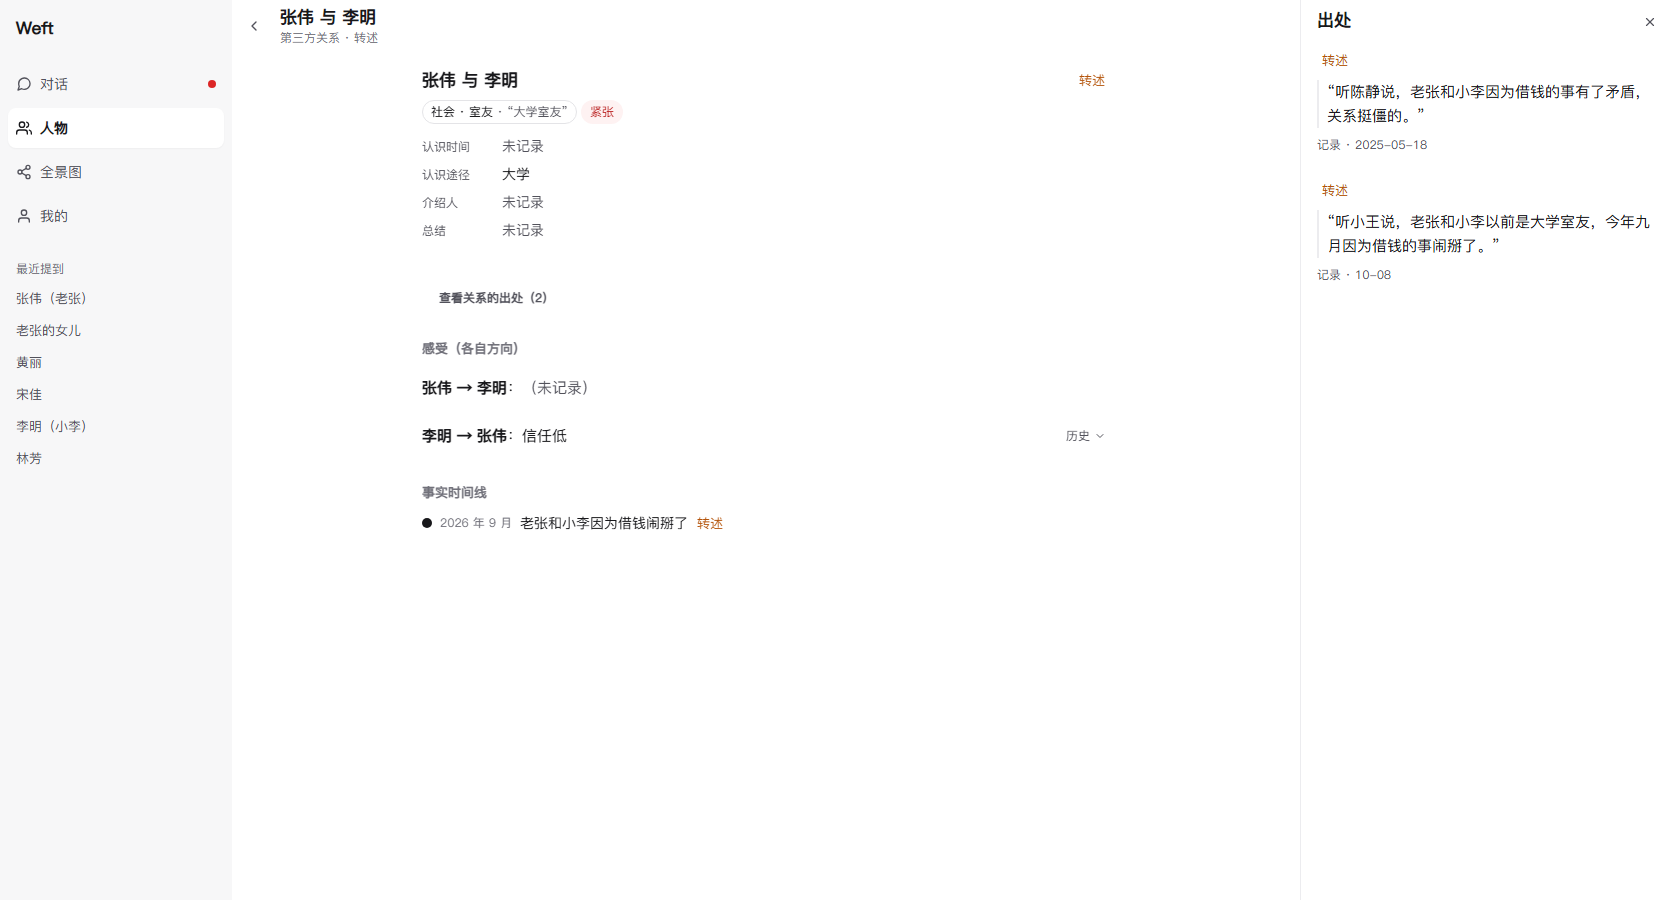 Weft
对话
人物
全景图
我的
最近提到
张伟（老张）
老张的女儿
黄丽
宋佳
李明（小李）
林芳
张伟 与 李明
第三方关系 · 转述
张伟 与 李明
转述
社会 · 室友 · “大学室友”
紧张
认识时间 未记录
认识途径 大学
介绍人 未记录
总结 未记录
查看关系的出处（2）
感受（各自方向）
张伟 → 李明：（未记录）
李明 → 张伟：信任低
历史
事实时间线
2026 年 9 月 老张和小李因为借钱闹掰了 转述
出处
转述
“听陈静说，老张和小李因为借钱的事有了矛盾，
关系挺僵的。”
记录 · 2025-05-18
转述
“听小王说，老张和小李以前是大学室友，今年九
月因为借钱的事闹掰了。”
记录 · 10-08